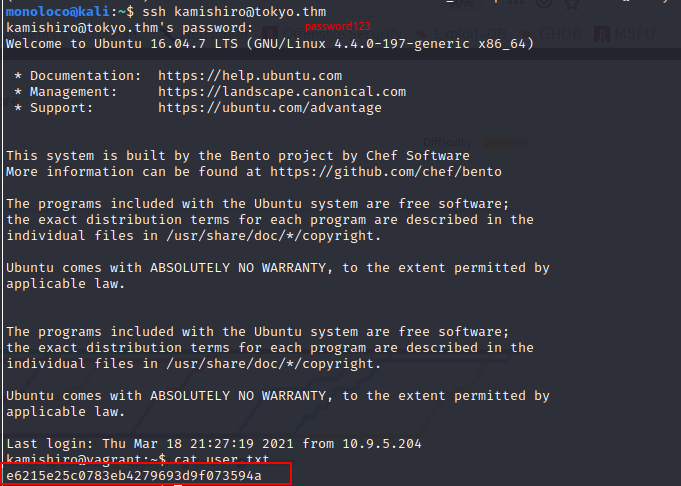 monoloco@kali:~$ ssh kamishiro@tokyo.thm
kamishiro@tokyo.thm's password: password123
Welcome to Ubuntu 16.04.7 LTS (GNU/Linux 4.4.0-197-generic x86_64)
* Documentation:  https://help.ubuntu.com
* Management:     https://landscape.canonical.com
* Support:        https://ubuntu.com/advantage
Difficulty
This system is built by the Bento project by Chef Software
More information can be found at https://github.com/chef/bento
The programs included with the Ubuntu system are free software;
the exact distribution terms for each program are described in the
individual files in /usr/share/doc/*/copyright.
Ubuntu comes with ABSOLUTELY NO WARRANTY, to the extent permitted by
applicable law.
The programs included with the Ubuntu system are free software;
the exact distribution terms for each program are described in the
individual files in /usr/share/doc/*/copyright.
Ubuntu comes with ABSOLUTELY NO WARRANTY, to the extent permitted by
applicable law.
Last login: Thu Mar 18 21:27:19 2021 from 10.9.5.204
kamishiro@vagrant:~$ cat user.txt
e6215e25c0783eb4279693d9f073594a